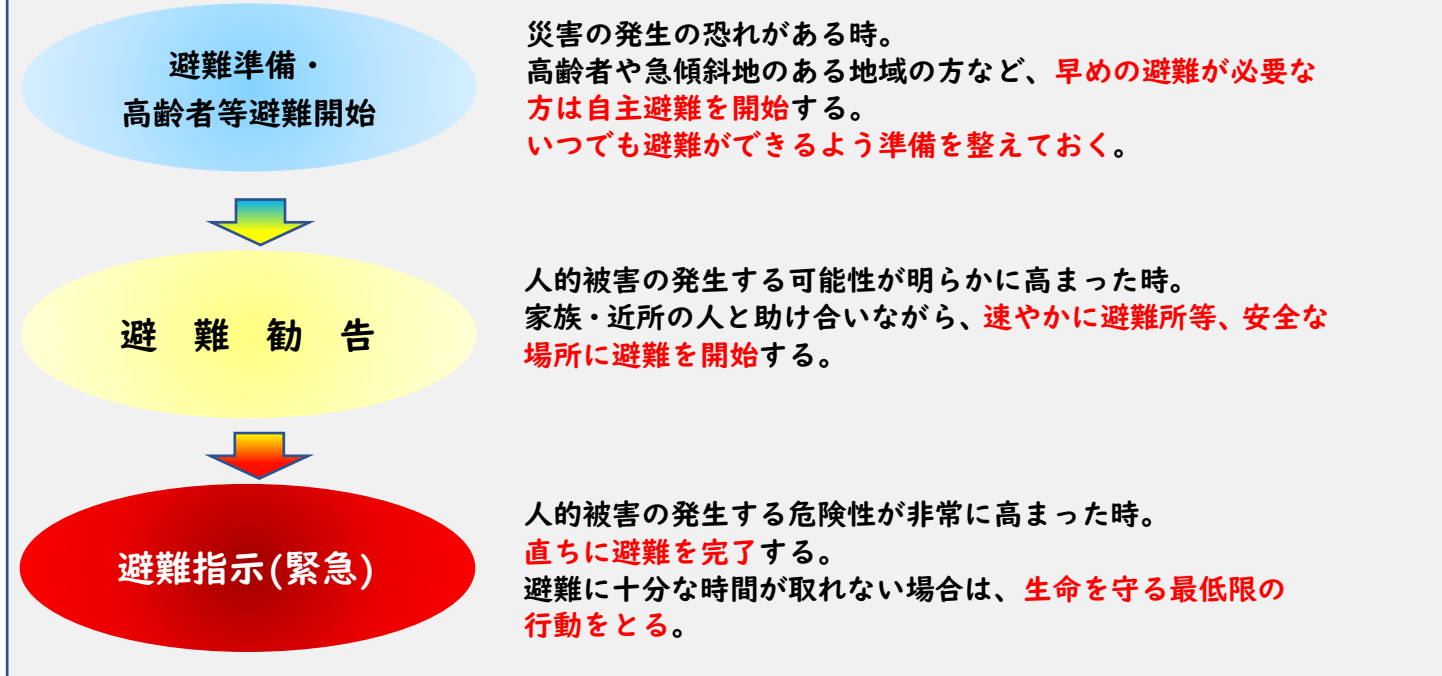 避難準備・
高齢者等避難開始
災害の発生の恐れがある時。
高齢者や急傾斜地のある地域の方など、早めの避難が必要な
方は自主避難を開始する。
いつでも避難ができるよう準備を整えておく。
避 難 勧 告
人的被害の発生する可能性が明らかに高まった時。
家族・近所の人と助け合いながら、速やかに避難所等、安全な
場所に避難を開始する。
避難指示(緊急)
人的被害の発生する危険性が非常に高まった時。
直ちに避難を完了する。
避難に十分な時間が取れない場合は、生命を守る最低限の
行動をとる。